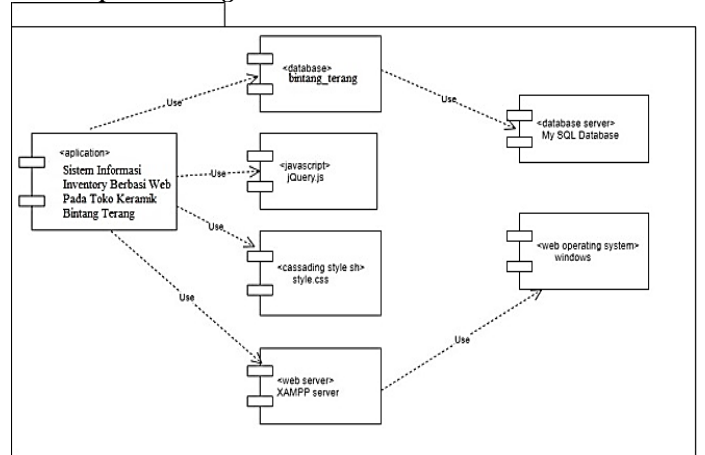 <database>
bintang_terang
Use
Use
<database server>
My SQL Database
<aplication>
Sistem Informasi
Inventory Berbasi Web
Pada Toko Keramik
Bintang Terang
Use
<javascript>
jQuery.js
Use
<cassading style sh>
style.css
<web operating system>
windows
Use
Use
<web server>
XAMPP server